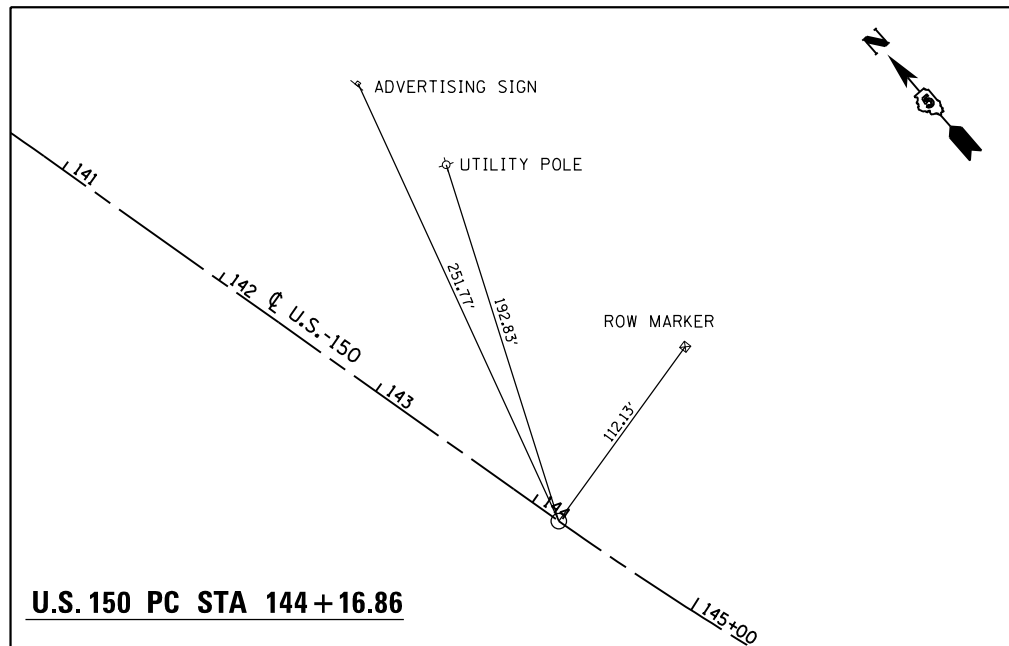 N
5
ADVERTISING SIGN
UTILITY POLE
141
142
℄ U.S.-150
251.77'
192.83'
ROW MARKER
143
112.13'
144
145+00
U.S. 150 PC STA 144+16.86